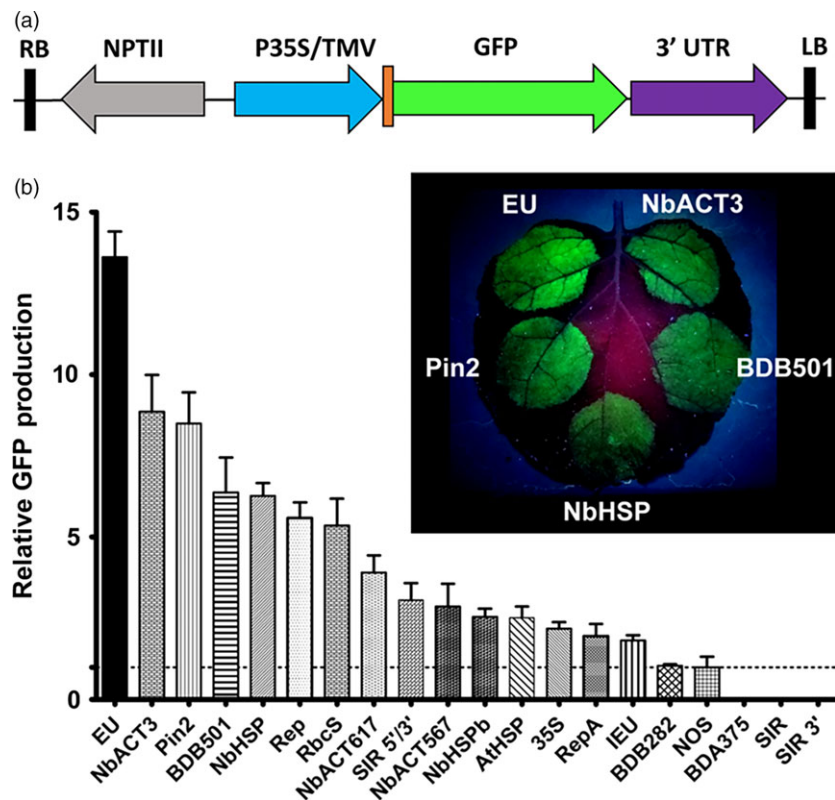 (a)
RB NPTII P35S/TMV GFP 3' UTR LB
(b)
Relative GFP production
15
10
5
0
EU NbACT3
Pin2 BDB501
NbHSP
EU
NbACT3
Pin2
BDB501
NbHSP
Rep
RbcS
NbACT617
SIR 5'/3'
NbACT567
NbHSPb
AtHSP
35S
RepA
IEU
BDB282
NOS
BDA375
SIR
SIR 3'